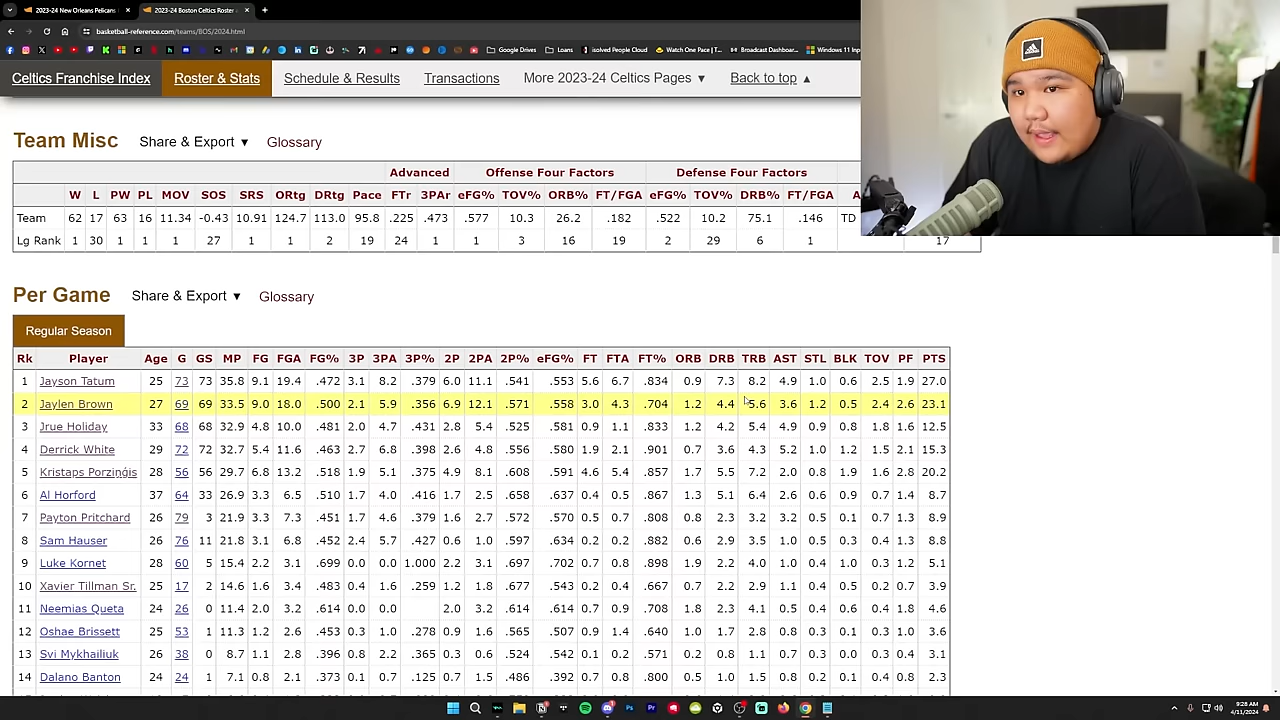 2023-24 New Orleans Pelicans
2023-24 Boston Celtics Roster
basketball-reference.com/teams/BOS/2024.html
Google Drives Loans isolved People Cloud Watch One Pace | T... Broadcast Dashboar... Windows 11 Inp
Celtics Franchise Index Roster & Stats Schedule & Results Transactions More 2023-24 Celtics Pages ▼ Back to top ▲
Team Misc Share & Export ▼ Glossary
Advanced Offense Four Factors Defense Four Factors
W L PW PL MOV SOS SRS ORtg DRtg Pace FTr 3PAr eFG% TOV% ORB% FT/FGA eFG% TOV% DRB% FT/FGA A
Team 62 17 63 16 11.34 -0.43 10.91 124.7 113.0 95.8 .225 .473 .577 10.3 26.2 .182 .522 10.2 75.1 .146 TD
Lg Rank 1 30 1 1 1 27 1 1 2 19 24 1 1 3 16 19 2 29 6 1 17
Per Game Share & Export ▼ Glossary
Regular Season
Rk Player Age G GS MP FG FGA FG% 3P 3PA 3P% 2P 2PA 2P% eFG% FT FTA FT% ORB DRB TRB AST STL BLK TOV PF PTS
1 Jayson Tatum 25 73 73 35.8 9.1 19.4 .472 3.1 8.2 .379 6.0 11.1 .541 .553 5.6 6.7 .834 0.9 7.3 8.2 4.9 1.0 0.6 2.5 1.9 27.0
2 Jaylen Brown 27 69 69 33.5 9.0 18.0 .500 2.1 5.9 .356 6.9 12.1 .571 .558 3.0 4.3 .704 1.2 4.4 5.6 3.6 1.2 0.5 2.4 2.6 23.1
3 Jrue Holiday 33 68 68 32.9 4.8 10.0 .481 2.0 4.7 .431 2.8 5.4 .525 .581 0.9 1.1 .833 1.2 4.2 5.4 4.9 0.9 0.8 1.8 1.6 12.5
4 Derrick White 29 72 72 32.7 5.4 11.6 .463 2.7 6.8 .398 2.6 4.8 .556 .580 1.9 2.1 .901 0.7 3.6 4.3 5.2 1.0 1.2 1.5 2.1 15.3
5 Kristaps Porziņģis 28 56 56 29.7 6.8 13.2 .518 1.9 5.1 .375 4.9 8.1 .608 .591 4.6 5.4 .857 1.7 5.5 7.2 2.0 0.8 1.9 1.6 2.8 20.2
6 Al Horford 37 64 33 26.9 3.3 6.5 .510 1.7 4.0 .416 1.7 2.5 .658 .637 0.4 0.5 .867 1.3 5.1 6.4 2.6 0.6 0.9 0.7 1.4 8.7
7 Payton Pritchard 26 79 3 21.9 3.3 7.3 .451 1.7 4.6 .379 1.6 2.7 .572 .570 0.5 0.7 .808 0.8 2.3 3.2 3.2 0.5 0.1 0.7 1.3 8.9
8 Sam Hauser 26 76 11 21.8 3.1 6.8 .452 2.4 5.7 .427 0.6 1.0 .597 .634 0.2 0.2 .882 0.6 2.9 3.5 1.0 0.5 0.3 0.4 1.3 8.8
9 Luke Kornet 28 60 5 15.4 2.2 3.1 .699 0.0 0.0 1.000 2.2 3.1 .697 .702 0.7 0.8 .898 1.9 2.2 4.0 1.0 0.4 1.0 0.3 1.2 5.1
10 Xavier Tillman Sr. 25 17 2 14.6 1.6 3.4 .483 0.4 1.6 .259 1.2 1.8 .677 .543 0.2 0.4 .667 0.7 2.2 2.9 1.1 0.4 0.5 0.2 0.7 3.9
11 Neemias Queta 24 26 0 11.4 2.0 3.2 .614 0.0 0.0 2.0 3.2 .614 .614 0.7 0.9 .708 1.8 2.3 4.1 0.5 0.4 0.6 0.4 1.8 4.6
12 Oshae Brissett 25 53 1 11.3 1.2 2.6 .453 0.3 1.0 .278 0.9 1.6 .565 .507 0.9 1.4 .640 1.0 1.7 2.8 0.8 0.3 0.1 0.3 1.0 3.6
13 Svi Mykhailiuk 26 38 0 8.7 1.1 2.8 .396 0.8 2.2 .365 0.3 0.6 .524 .542 0.1 0.2 .571 0.2 0.8 1.1 0.7 0.3 0.0 0.3 0.4 3.1
14 Dalano Banton 24 24 1 7.1 0.8 2.1 .373 0.1 0.7 .125 0.7 1.5 .486 .392 0.7 0.8 .800 0.5 1.0 1.5 0.8 0.2 0.2 0.4 0.8 2.3
9:28 AM
4/11/2024